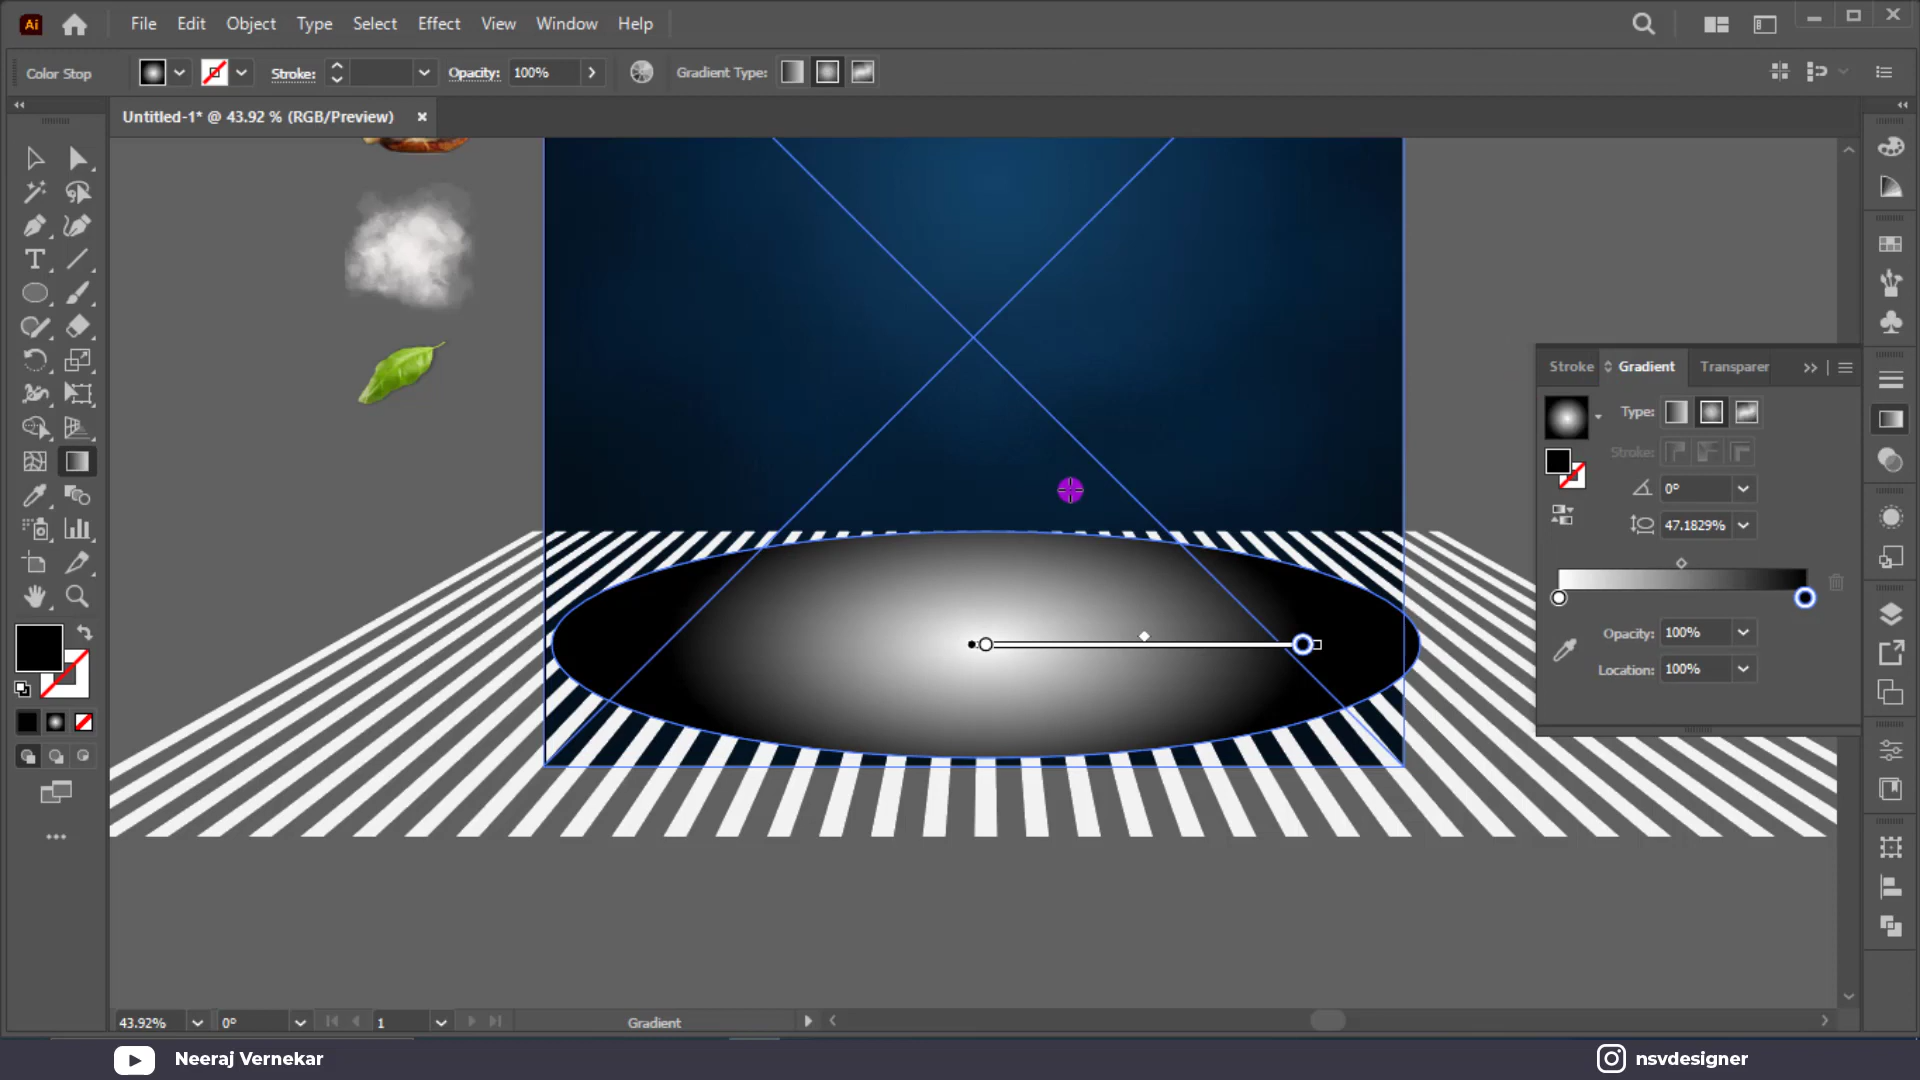 Ai File Edit Object Type Select Effect View Window Help
Color Stop Stroke: Opacity: 100% Gradient Type:
Untitled-1* @ 43.92 % (RGB/Preview)
Stroke Gradient Transparer
Type:
Stroke:
0°
47.1829%
Opacity: 100%
Location: 100%
43.92% 0° 1 Gradient
Neeraj Vernekar
nsvdesigner